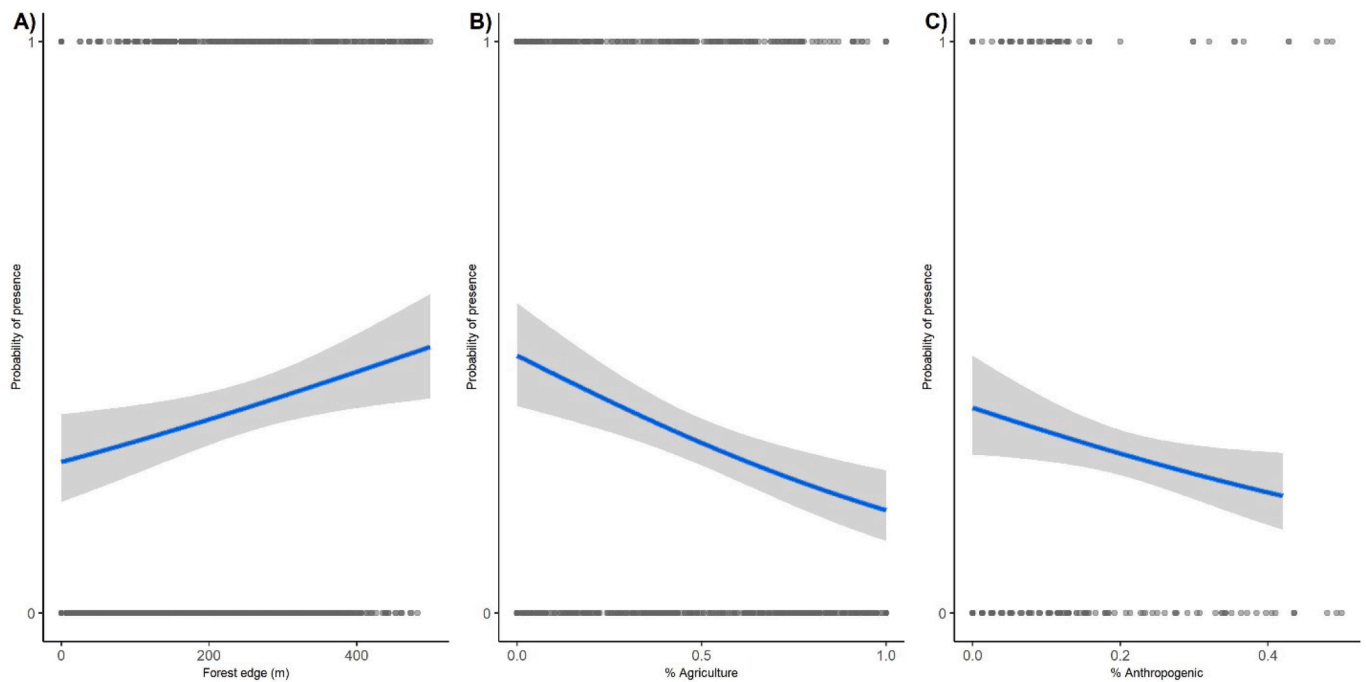 A)
1
0
Probability of presence
0
200
400
Forest edge (m)
B)
1
0
Probability of presence
0.0
0.5
1.0
% Agriculture
C)
1
0
Probability of presence
0.0
0.2
0.4
% Anthropogenic